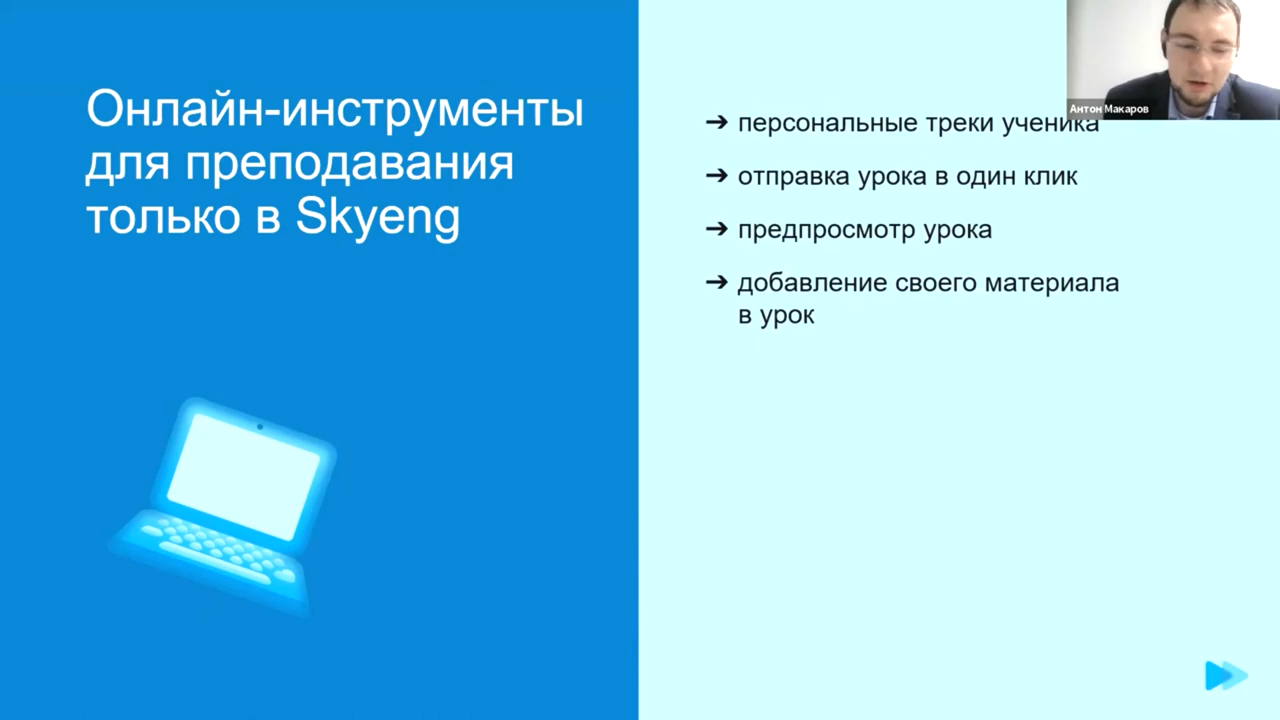 Онлайн-инструменты
для преподавания
только в Skyeng
Антон Макаров
➔ персональные треки ученика
➔ отправка урока в один клик
➔ предпросмотр урока
➔ добавление своего материала
в урок